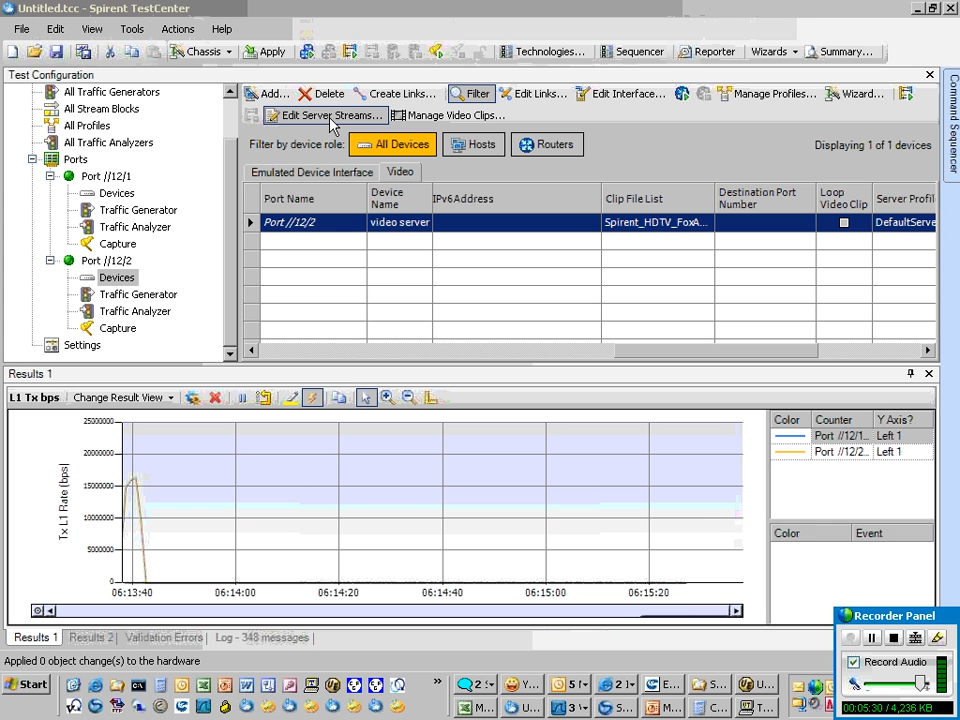 Untitled.tcc - Spirent TestCenter
File Edit View Tools Actions Help
Chassis Apply Technologies... Sequencer Reporter Wizards Summary...
Test Configuration
Command Sequencer
All Traffic Generators
All Stream Blocks
All Profiles
All Traffic Analyzers
Ports
Port //12/1
Devices
Traffic Generator
Traffic Analyzer
Capture
Port //12/2
Devices
Traffic Generator
Traffic Analyzer
Capture
Settings
Add... Delete Create Links... Filter Edit Links... Edit Interface... Manage Profiles... Wizard...
Edit Server Streams... Manage Video Clips...
Filter by device role: All Devices Hosts Routers Displaying 1 of 1 devices
Emulated Device Interface Video
Port Name Device Name IPv6Address Clip File List Destination Port Number Loop Video Clip Server Profil
Port //12/2 video server Spirent_HDTV_FoxA... DefaultServe
Results 1
L1 Tx bps Change Result View
Tx L1 Rate (bps)
25000000
20000000
15000000
10000000
5000000
0
06:13:40 06:14:00 06:14:20 06:14:40 06:15:00 06:15:20
Color Counter Y Axis?
Port //12/1... Left 1
Port //12/2... Left 1
Color Event
Results 1 Results 2 Validation Errors Log - 348 messages
Applied 0 object change(s) to the hardware
Recorder Panel
Record Audio
00:05:30 / 4,236 KB
Start